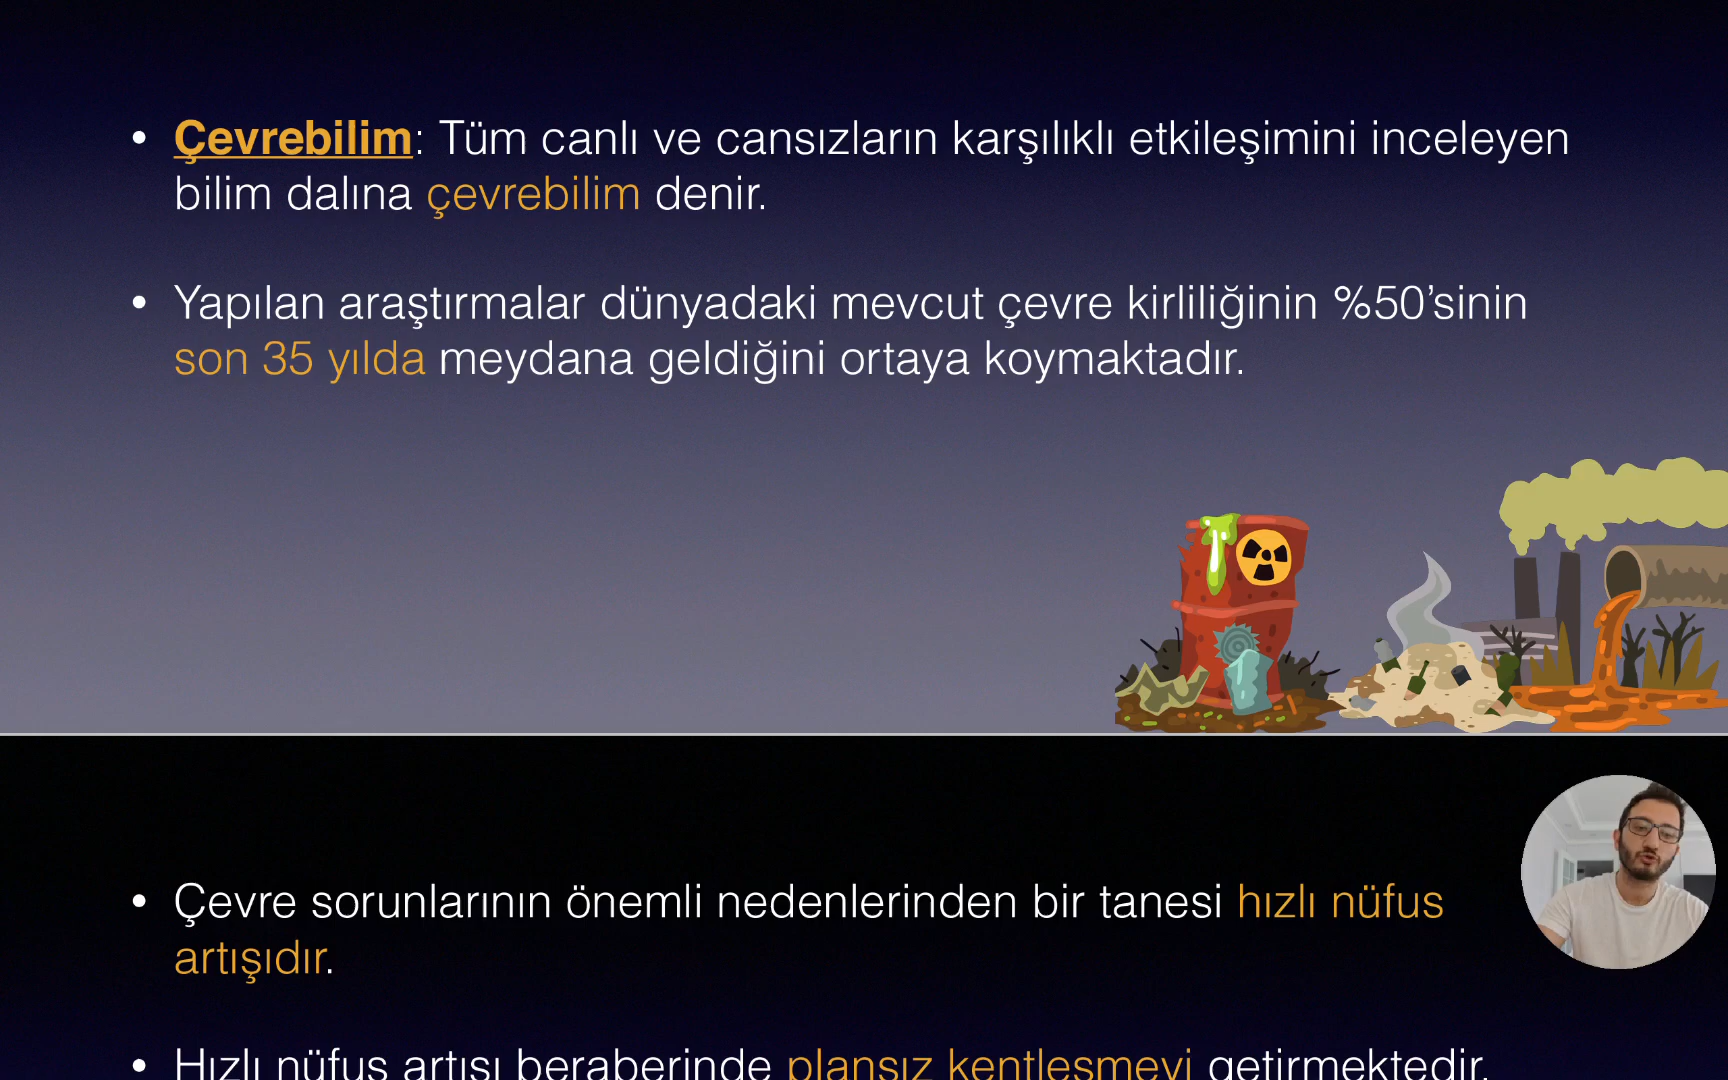 • Çevrebilim: Tüm canlı ve cansızların karşılıklı etkileşimini inceleyen
bilim dalına çevrebilim denir.
• Yapılan araştırmalar dünyadaki mevcut çevre kirliliğinin %50’sinin
son 35 yılda meydana geldiğini ortaya koymaktadır.
• Çevre sorunlarının önemli nedenlerinden bir tanesi hızlı nüfus
artışıdır.
• Hızlı nüfus artışı beraberinde plansız kentleşmeyi getirmektedir.